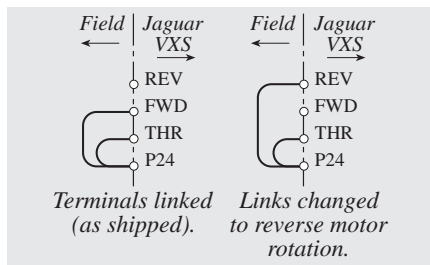 Field Jaguar VXS
REV
FWD
THR
P24
Terminals linked
(as shipped).
Field Jaguar VXS
REV
FWD
THR
P24
Links changed
to reverse motor
rotation.